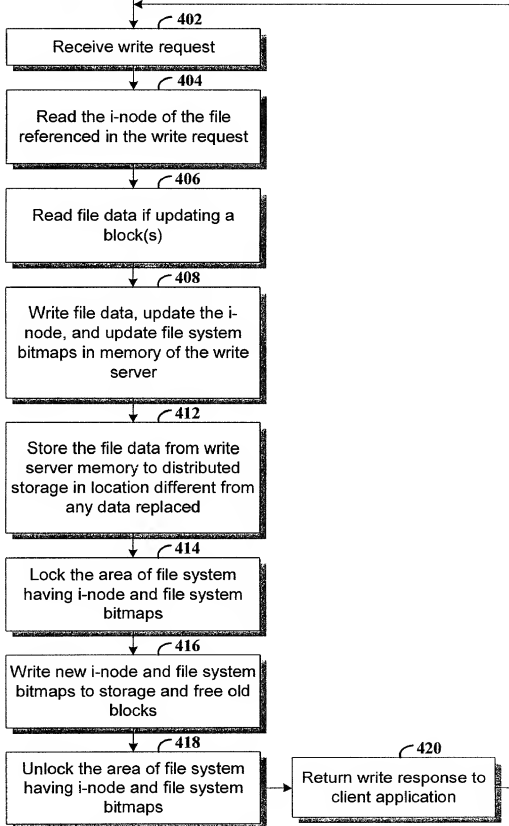 402
Receive write request
404
Read the i-node of the file
referenced in the write request
406
Read file data if updating a
block(s)
408
Write file data, update the i-
node, and update file system
bitmaps in memory of the write
server
412
Store the file data from write
server memory to distributed
storage in location different from
any data replaced
414
Lock the area of file system
having i-node and file system
bitmaps
416
Write new i-node and file system
bitmaps to storage and free old
blocks
418
Unlock the area of file system
having i-node and file system
bitmaps
420
Return write response to
client application